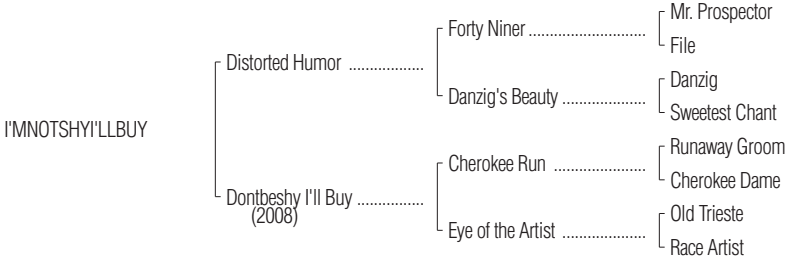 Mr. Prospector
Forty Niner ..........................
File
Distorted Humor ..................
Danzig
Danzig's Beauty ....................
Sweetest Chant
I'MNOTSHYI'LLBUY
Runaway Groom
Cherokee Run ......................
Cherokee Dame
Dontbeshy I'll Buy ................
(2008)
Old Trieste
Eye of the Artist ....................
Race Artist